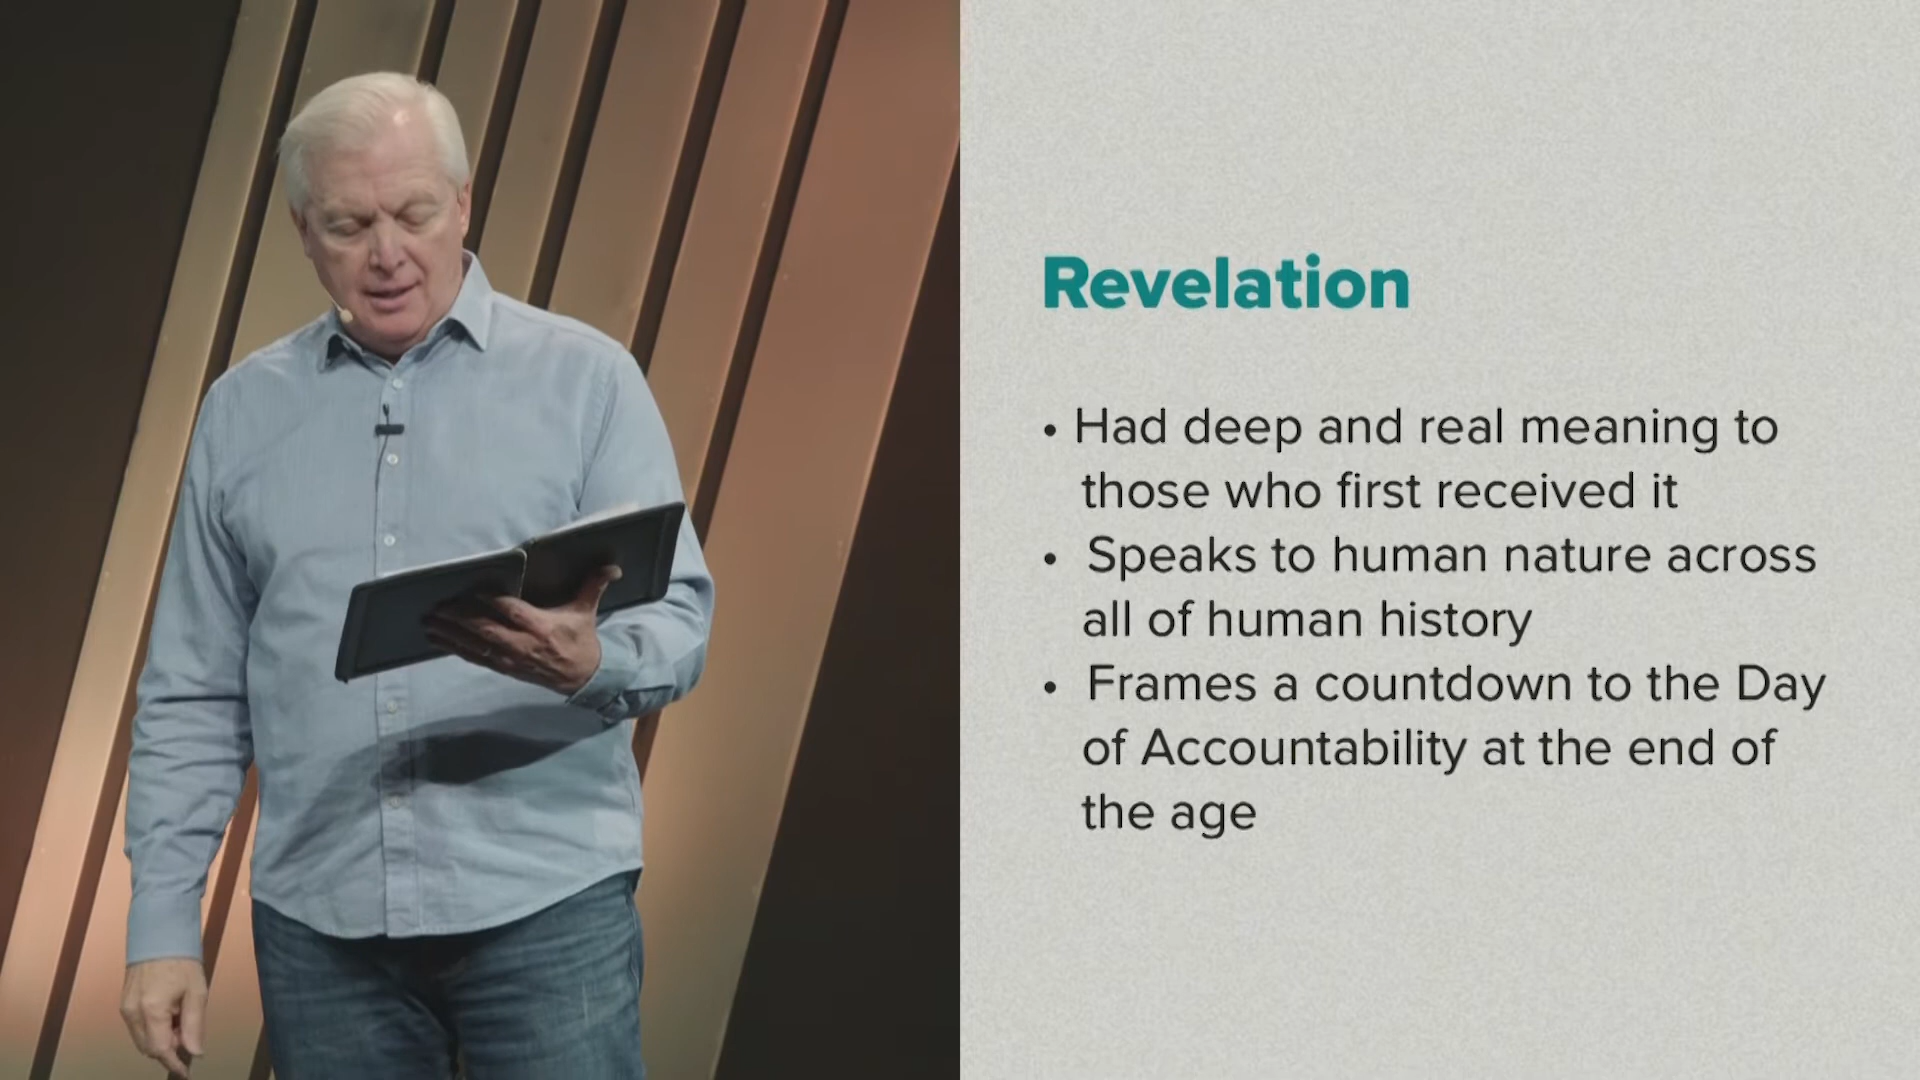 Revelation
• Had deep and real meaning to
those who first received it
• Speaks to human nature across
all of human history
• Frames a countdown to the Day
of Accountability at the end of
the age